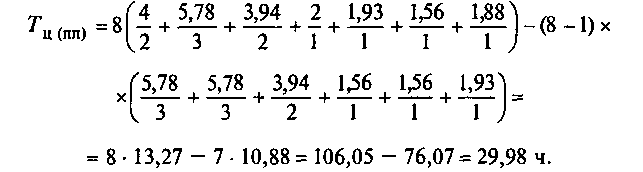 T ц (пп) = 8(4/2 + 5,78/3 + 3,94/2 + 2/1 + 1,93/1 + 1,56/1 + 1,88/1) − (8 − 1) ×
×(5,78/3 + 5,78/3 + 3,94/2 + 1,56/1 + 1,56/1 + 1,93/1) =
= 8 · 13,27 − 7 · 10,88 = 106,05 − 76,07 = 29,98 ч.